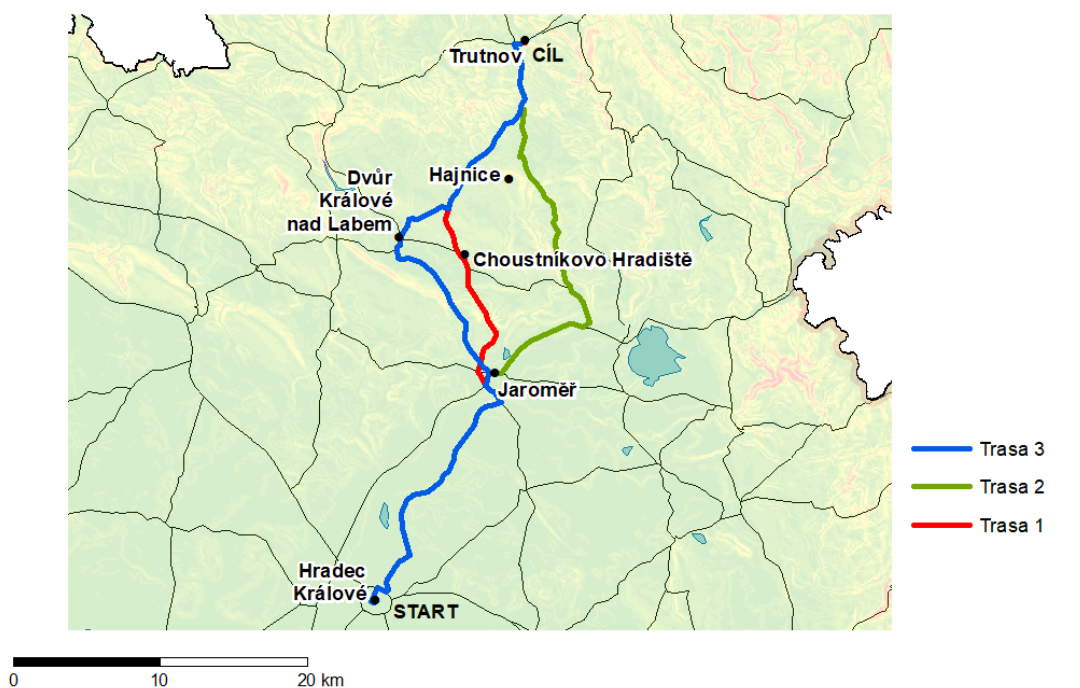 Trutnov CÍL
Hajnice
Dvůr
Králové
nad Labem
Choustníkovo Hradiště
Jaroměř
Hradec
Králové
START
Trasa 3
Trasa 2
Trasa 1
0 10 20 km